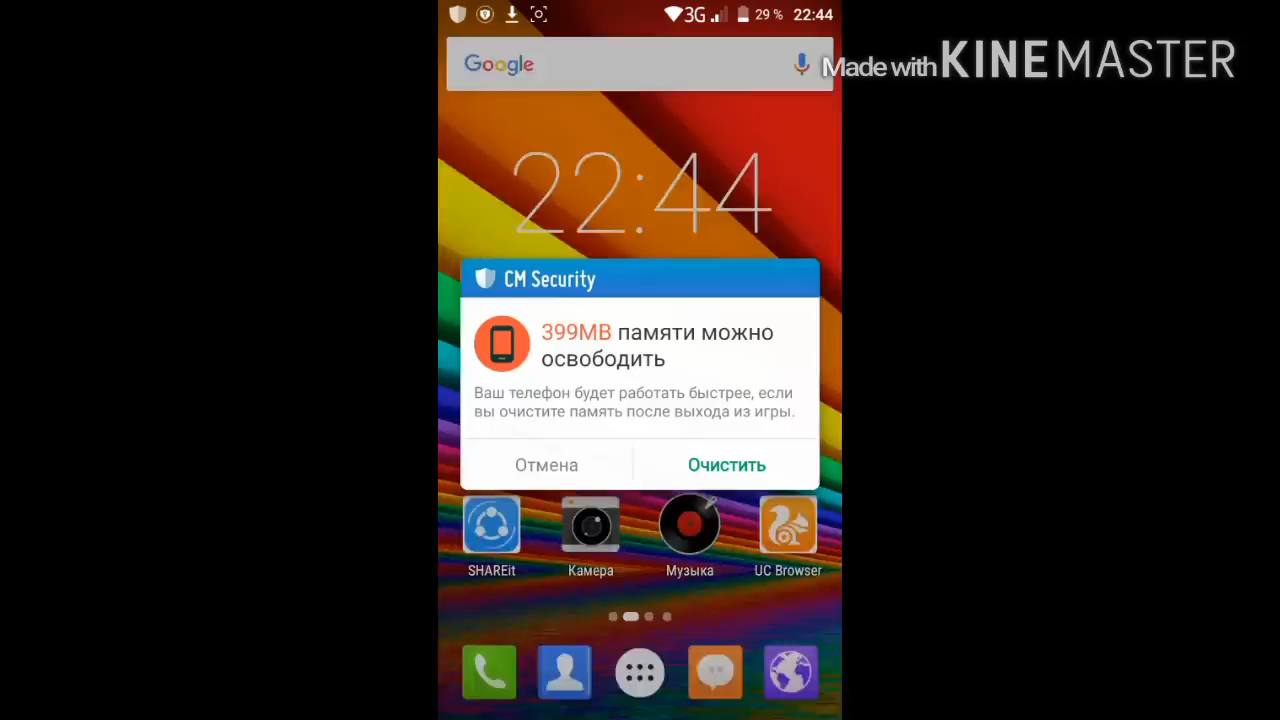 3G 29 % 22:44
Google
Made with KINEMASTER
22:44
CM Security
399MB памяти можно
освободить
Ваш телефон будет работать быстрее, если
вы очистите память после выхода из игры.
Отмена Очистить
SHAREit Камера Музыка UC Browser